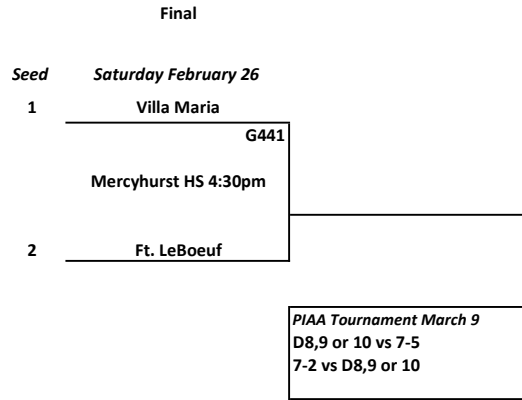 Final
Seed Saturday February 26
1 Villa Maria
G441
Mercyhurst HS 4:30pm
2 Ft. LeBoeuf
PIAA Tournament March 9
D8,9 or 10 vs 7-5
7-2 vs D8,9 or 10